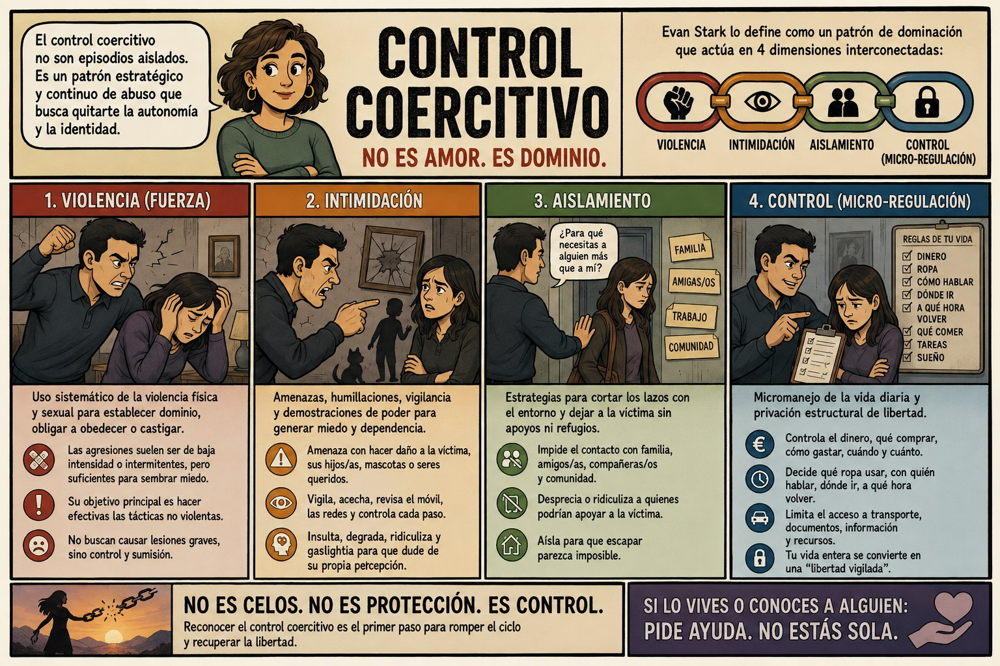 El control coercitivo
no son episodios aislados.
Es un patrón estratégico
y continuo de abuso que
busca quitarte la autonomía
y la identidad.
CONTROL
COERCITIVO
NO ES AMOR. ES DOMINIO.
Evan Stark lo define como un patrón de dominación
que actúa en 4 dimensiones interconectadas:
VIOLENCIA
INTIMIDACIÓN
AISLAMIENTO
CONTROL
(MICRO-REGULACIÓN)
1. VIOLENCIA (FUERZA)
Uso sistemático de la violencia física
y sexual para establecer dominio,
obligar a obedecer o castigar.
Las agresiones suelen ser de baja
intensidad o intermitentes, pero
suficientes para sembrar miedo.
Su objetivo principal es hacer
efectivas las tácticas no violentas.
No buscan causar lesiones graves,
sino control y sumisión.
2. INTIMIDACIÓN
Amenazas, humillaciones, vigilancia
y demostraciones de poder para
generar miedo y dependencia.
Amenaza con hacer daño a la víctima,
sus hijos/as, mascotas o seres
queridos.
Vigila, acecha, revisa el móvil,
las redes y controla cada paso.
Insulta, degrada, ridiculiza y
gaslightia para que dude de
su propia percepción.
3. AISLAMIENTO
¿Para qué
necesitas a
alguien más
que a mí?
FAMILIA
AMIGAS/OS
TRABAJO
COMUNIDAD
Estrategias para cortar los lazos con
el entorno y dejar a la víctima sin
apoyos ni refugios.
Impide el contacto con familia,
amigos/as, compañeras/os
y comunidad.
Desprecia o ridiculiza a quienes
podrían apoyar a la víctima.
Aísla para que escapar
parezca imposible.
4. CONTROL (MICRO-REGULACIÓN)
REGLAS DE TU VIDA
DINERO
ROPA
CÓMO HABLAR
DÓNDE IR
A QUÉ HORA
VOLVER
QUÉ COMER
TAREAS
SUEÑO
Micromanejo de la vida diaria y
privación estructural de libertad.
€
Controla el dinero, qué comprar,
cómo gastar, cuándo y cuánto.
Decide qué ropa usar, con quién
hablar, dónde ir, a qué hora
volver.
Limita el acceso a transporte,
documentos, información
y recursos.
Tu vida entera se convierte en
una “libertad vigilada”.
NO ES CELOS. NO ES PROTECCIÓN. ES CONTROL.
Reconocer el control coercitivo es el primer paso para romper el ciclo
y recuperar la libertad.
SI LO VIVES O CONOCES A ALGUIEN:
PIDE AYUDA. NO ESTÁS SOLA.